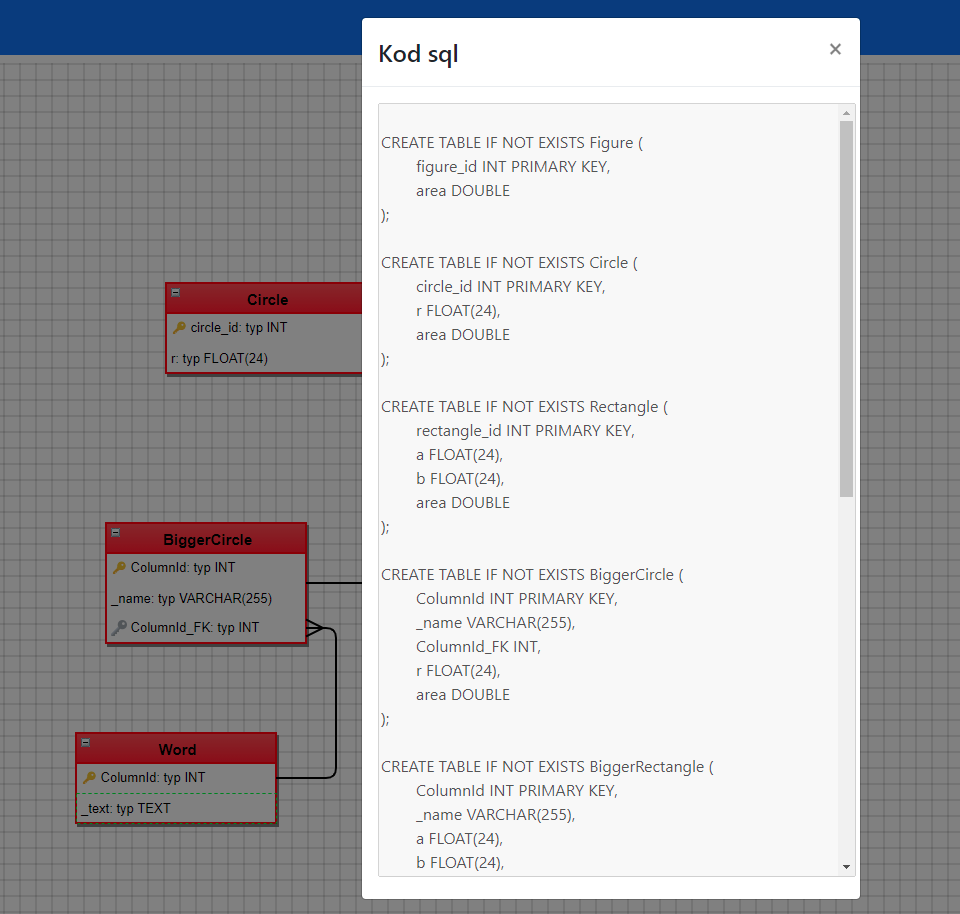 Kod sql
×
CREATE TABLE IF NOT EXISTS Figure (
figure_id INT PRIMARY KEY,
area DOUBLE
);
CREATE TABLE IF NOT EXISTS Circle (
circle_id INT PRIMARY KEY,
r FLOAT(24),
area DOUBLE
);
CREATE TABLE IF NOT EXISTS Rectangle (
rectangle_id INT PRIMARY KEY,
a FLOAT(24),
b FLOAT(24),
area DOUBLE
);
CREATE TABLE IF NOT EXISTS BiggerCircle (
ColumnId INT PRIMARY KEY,
_name VARCHAR(255),
ColumnId_FK INT,
r FLOAT(24),
area DOUBLE
);
CREATE TABLE IF NOT EXISTS BiggerRectangle (
ColumnId INT PRIMARY KEY,
_name VARCHAR(255),
a FLOAT(24),
b FLOAT(24),
Circle
circle_id: typ INT
r: typ FLOAT(24)
BiggerCircle
ColumnId: typ INT
_name: typ VARCHAR(255)
ColumnId_FK: typ INT
Word
ColumnId: typ INT
_text: typ TEXT